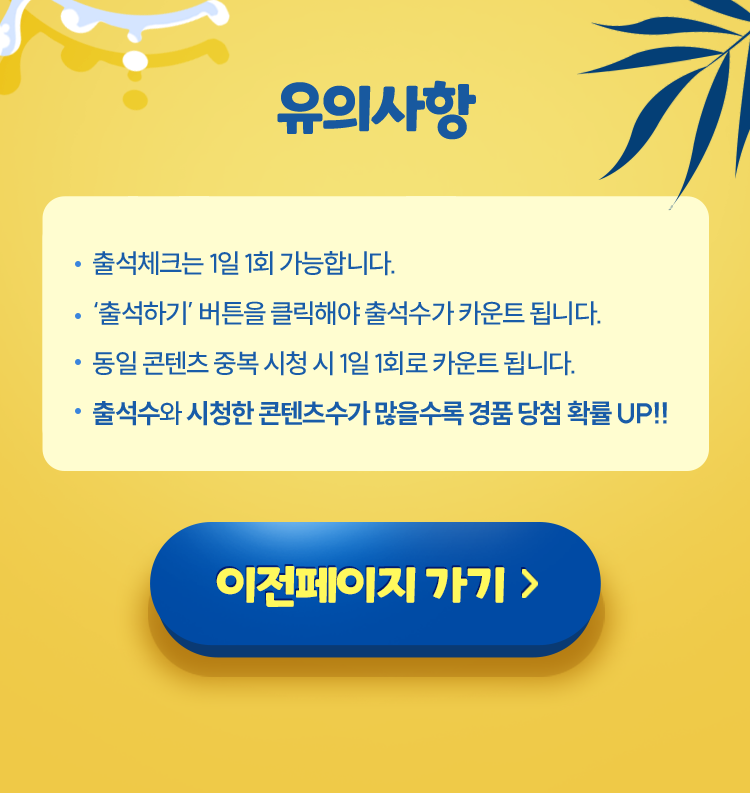 유의사항
• 출석체크는 1일 1회 가능합니다.
• ‘출석하기’ 버튼을 클릭해야 출석수가 카운트 됩니다.
• 동일 콘텐츠 중복 시청 시 1일 1회로 카운트 됩니다.
• 출석수와 시청한 콘텐츠수가 많을수록 경품 당첨 확률 UP!!
이전페이지 가기 >